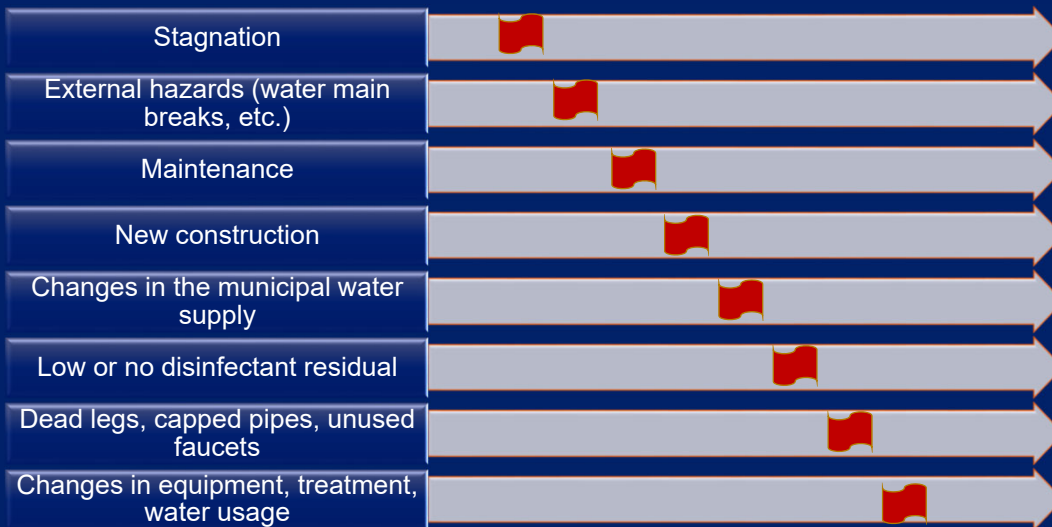 Stagnation
External hazards (water main
breaks, etc.)
Maintenance
New construction
Changes in the municipal water
supply
Low or no disinfectant residual
Dead legs, capped pipes, unused
faucets
Changes in equipment, treatment,
water usage